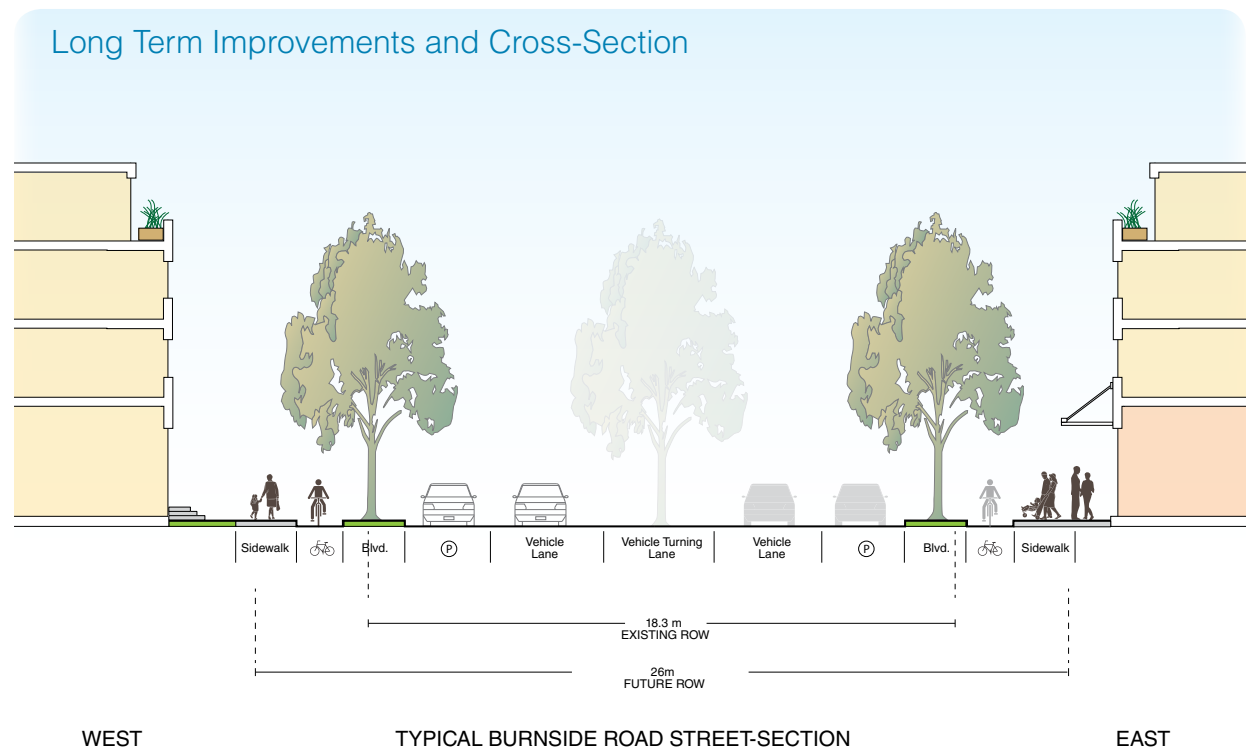 Long Term Improvements and Cross-Section
Sidewalk
Blvd.
P
Vehicle
Lane
Vehicle Turning
Lane
Vehicle
Lane
P
Blvd.
Sidewalk
18.3 m
EXISTING ROW
26m
FUTURE ROW
WEST
TYPICAL BURNSIDE ROAD STREET-SECTION
EAST